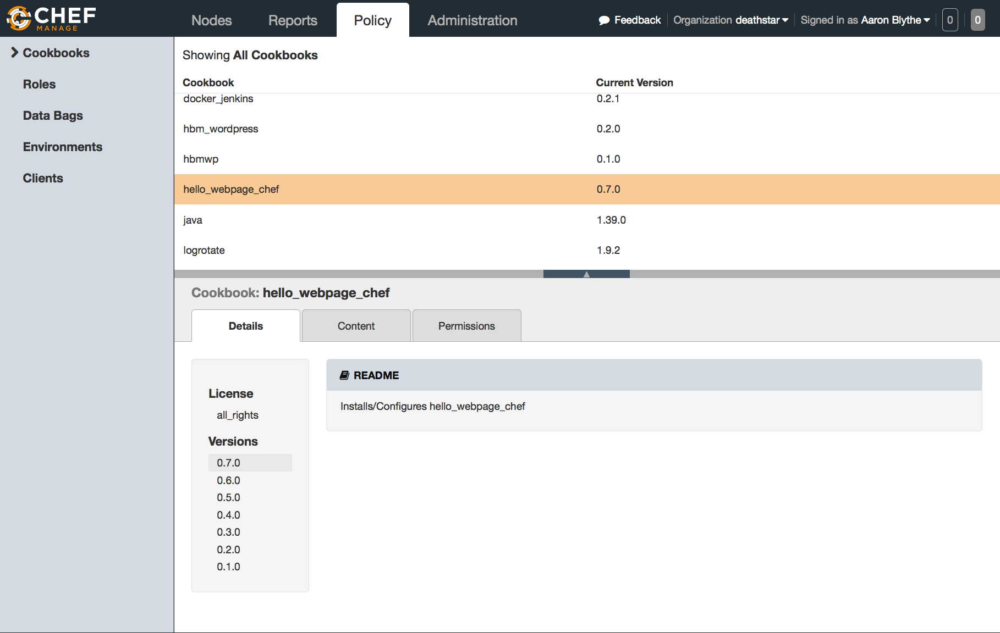 CHEF
MANAGE
Nodes Reports Policy Administration Feedback Organization deathstar Signed in as Aaron Blythe 0 0
Cookbooks
Roles
Data Bags
Environments
Clients
Showing All Cookbooks
Cookbook Current Version
docker_jenkins 0.2.1
hbm_wordpress 0.2.0
hbmwp 0.1.0
hello_webpage_chef 0.7.0
java 1.39.0
logrotate 1.9.2
Cookbook: hello_webpage_chef
Details Content Permissions
License
all_rights
Versions
0.7.0
0.6.0
0.5.0
0.4.0
0.3.0
0.2.0
0.1.0
README
Installs/Configures hello_webpage_chef